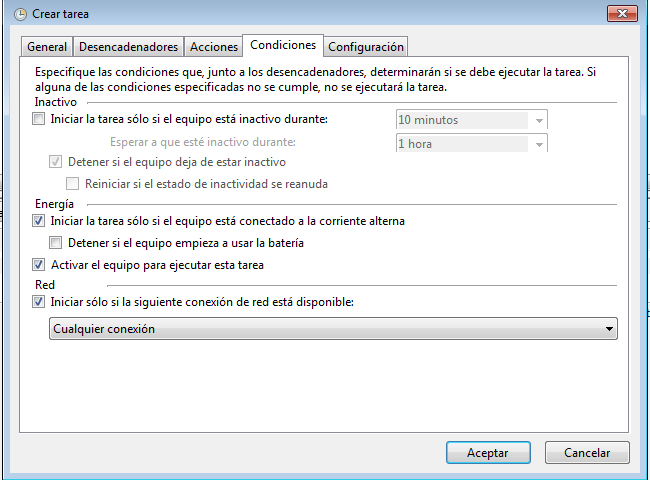 Crear tarea
General Desencadenadores Acciones Condiciones Configuración
Especifique las condiciones que, junto a los desencadenadores, determinarán si se debe ejecutar la tarea. Si
alguna de las condiciones especificadas no se cumple, no se ejecutará la tarea.
Inactivo
Iniciar la tarea sólo si el equipo está inactivo durante: 10 minutos
Esperar a que esté inactivo durante: 1 hora
Detener si el equipo deja de estar inactivo
Reiniciar si el estado de inactividad se reanuda
Energía
Iniciar la tarea sólo si el equipo está conectado a la corriente alterna
Detener si el equipo empieza a usar la batería
Activar el equipo para ejecutar esta tarea
Red
Iniciar sólo si la siguiente conexión de red está disponible:
Cualquier conexión
Aceptar Cancelar